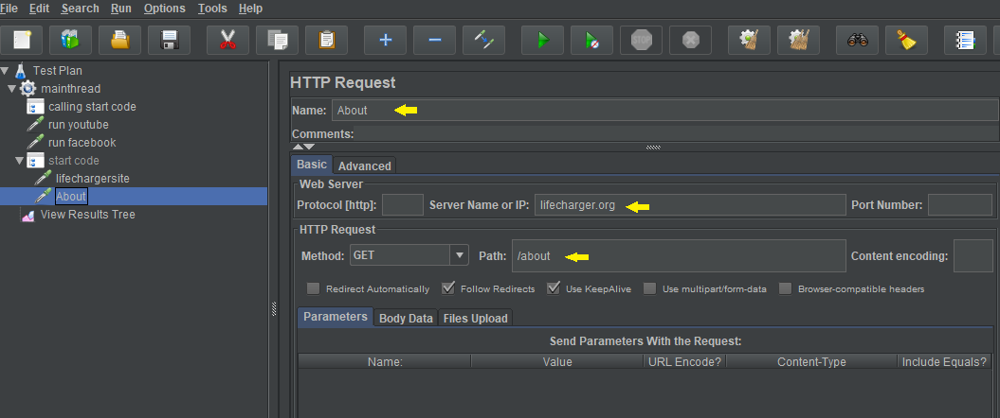 File Edit Search Run Options Tools Help
STOP
Test Plan
mainthread
calling start code
run youtube
run facebook
start code
lifechargersite
About
View Results Tree
HTTP Request
Name: About
Comments:
Basic Advanced
Web Server
Protocol [http]: Server Name or IP: lifecharger.org Port Number:
HTTP Request
Method: GET Path: /about Content encoding:
Redirect Automatically Follow Redirects Use KeepAlive Use multipart/form-data Browser-compatible headers
Parameters Body Data Files Upload
Send Parameters With the Request:
Name: Value URL Encode? Content-Type Include Equals?